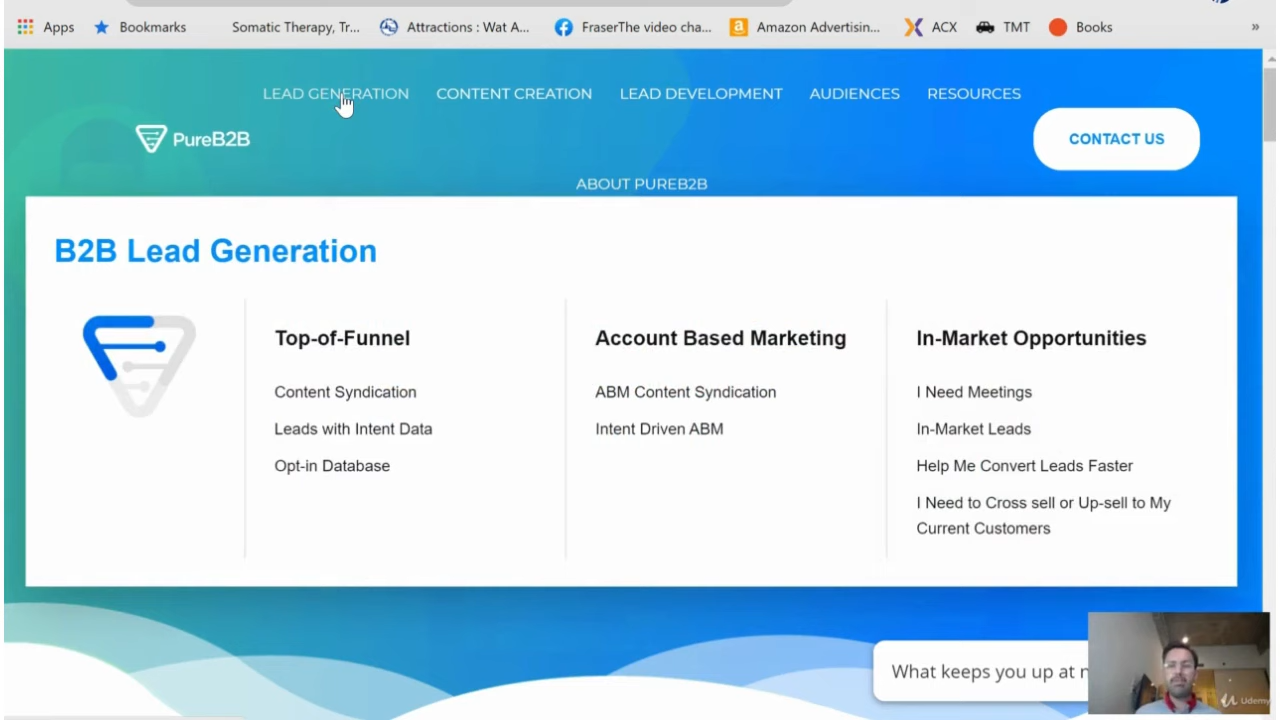 Apps Bookmarks Somatic Therapy, Tr... Attractions : Wat A... FraserThe video cha... Amazon Advertisin... ACX TMT Books »
LEAD GENERATION CONTENT CREATION LEAD DEVELOPMENT AUDIENCES RESOURCES
PureB2B
CONTACT US
ABOUT PUREB2B
B2B Lead Generation
Top-of-Funnel
Content Syndication
Leads with Intent Data
Opt-in Database
Account Based Marketing
ABM Content Syndication
Intent Driven ABM
In-Market Opportunities
I Need Meetings
In-Market Leads
Help Me Convert Leads Faster
I Need to Cross sell or Up-sell to My
Current Customers
What keeps you up at
Udemy